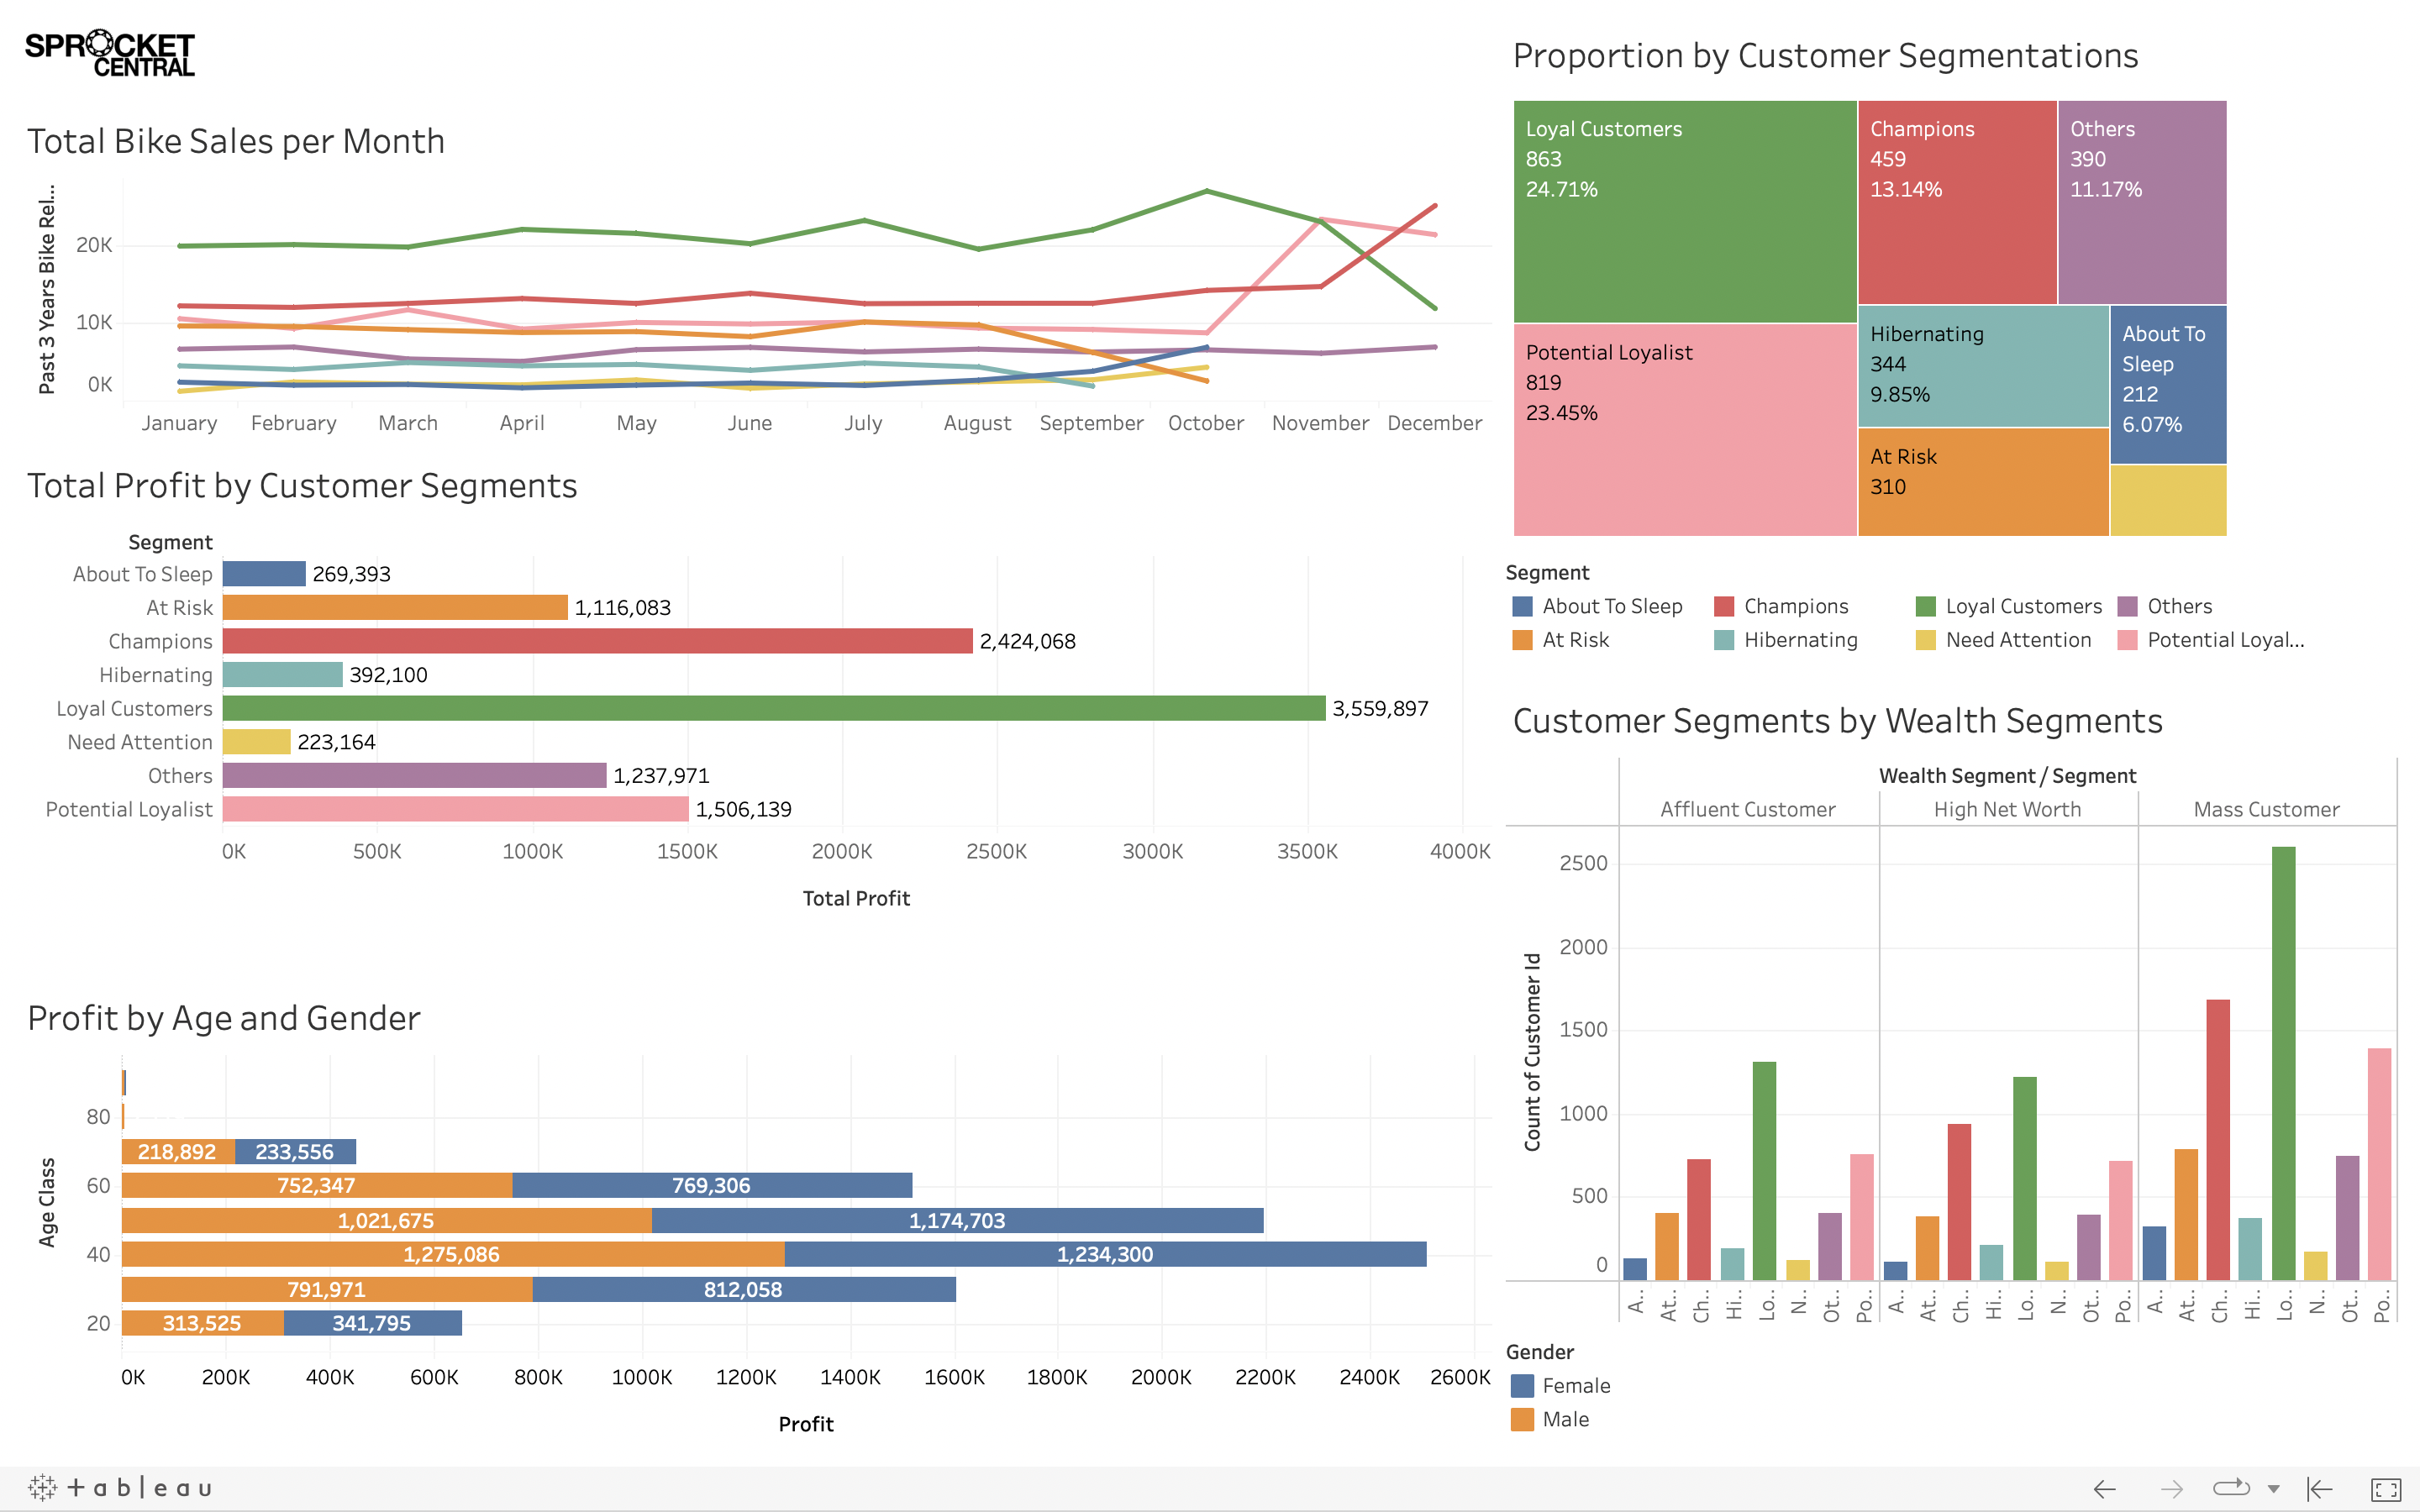 SPROCKET
CENTRAL
Total Bike Sales per Month
Past 3 Years Bike Rel...
20K
10K
0K
January February March April May June July August September October November December
Total Profit by Customer Segments
Segment
About To Sleep 269,393
At Risk 1,116,083
Champions 2,424,068
Hibernating 392,100
Loyal Customers 3,559,897
Need Attention 223,164
Others 1,237,971
Potential Loyalist 1,506,139
0K 500K 1000K 1500K 2000K 2500K 3000K 3500K 4000K
Total Profit
Profit by Age and Gender
Age Class
80
218,892 233,556
60 752,347 769,306
1,021,675 1,174,703
40 1,275,086 1,234,300
791,971 812,058
20 313,525 341,795
0K 200K 400K 600K 800K 1000K 1200K 1400K 1600K 1800K 2000K 2200K 2400K 2600K
Profit
Proportion by Customer Segmentations
Loyal Customers
863
24.71%
Champions
459
13.14%
Others
390
11.17%
Potential Loyalist
819
23.45%
Hibernating
344
9.85%
About To
Sleep
212
6.07%
At Risk
310
Segment
About To Sleep Champions Loyal Customers Others
At Risk Hibernating Need Attention Potential Loyal...
Customer Segments by Wealth Segments
Wealth Segment / Segment
Affluent Customer High Net Worth Mass Customer
Count of Customer Id
2500
2000
1500
1000
500
0
A.. At.. Ch.. Hi.. Lo.. N.. Ot.. Po.. A.. At.. Ch.. Hi.. Lo.. N.. Ot.. Po.. A.. At.. Ch.. Hi.. Lo.. N.. Ot.. Po..
Gender
Female
Male
+ableau